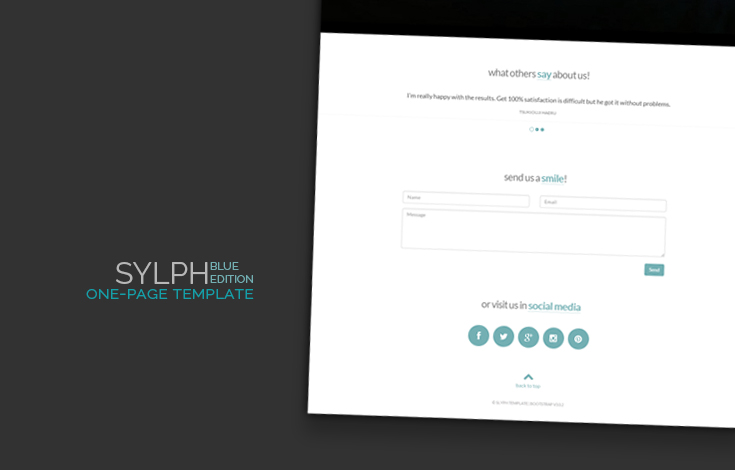 SYLPH BLUE EDITION
ONE-PAGE TEMPLATE
what others say about us!
I'm really happy with the results. Get 100% satisfaction is difficult but he got it without problems.
send us a smile!
Name
Email
Message
Send
or visit us in social media
Back to top